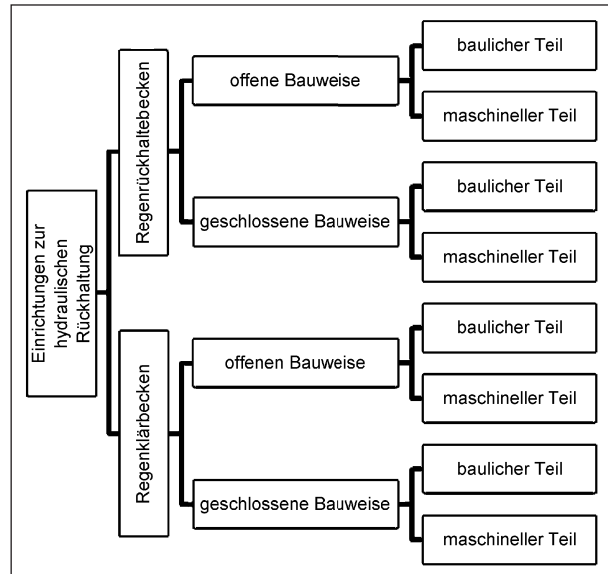 Einrichtungen zur
hydraulischen
Rückhaltung
Regenrückhaltebecken
offene Bauweise
baulicher Teil
maschineller Teil
geschlossene Bauweise
baulicher Teil
maschineller Teil
Regenklärbecken
offenen Bauweise
baulicher Teil
maschineller Teil
geschlossene Bauweise
baulicher Teil
maschineller Teil